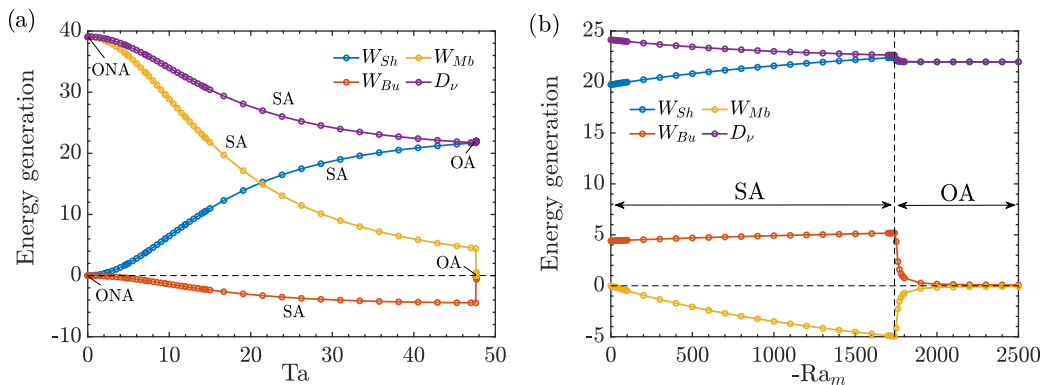 (a)
Energy generation
40
30
20
10
0
-10
W_Sh W_Mb
W_Bu D_ν
ONA
SA
SA
SA
OA
OA
ONA
SA
0 10 20 30 40 50
Ta
(b)
Energy generation
25
20
15
10
5
0
-5
W_Sh W_Mb
W_Bu D_ν
SA OA
0 500 1000 1500 2000 2500
-Ra_m